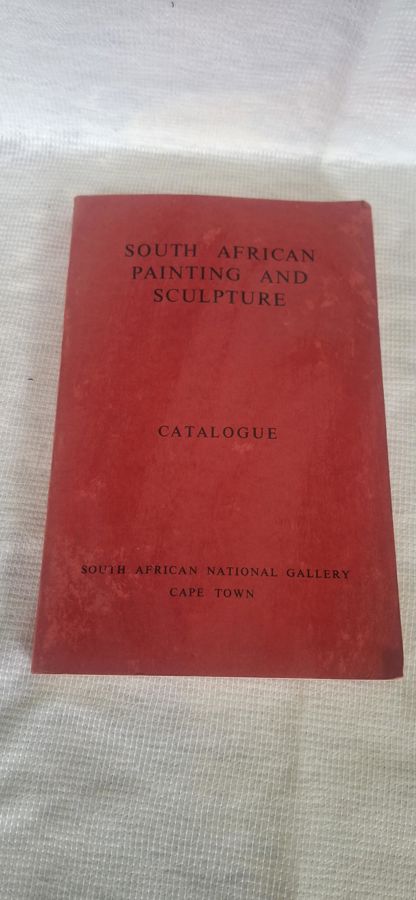 SOUTH AFRICAN
PAINTING AND
SCULPTURE
CATALOGUE
SOUTH AFRICAN NATIONAL GALLERY
CAPE TOWN